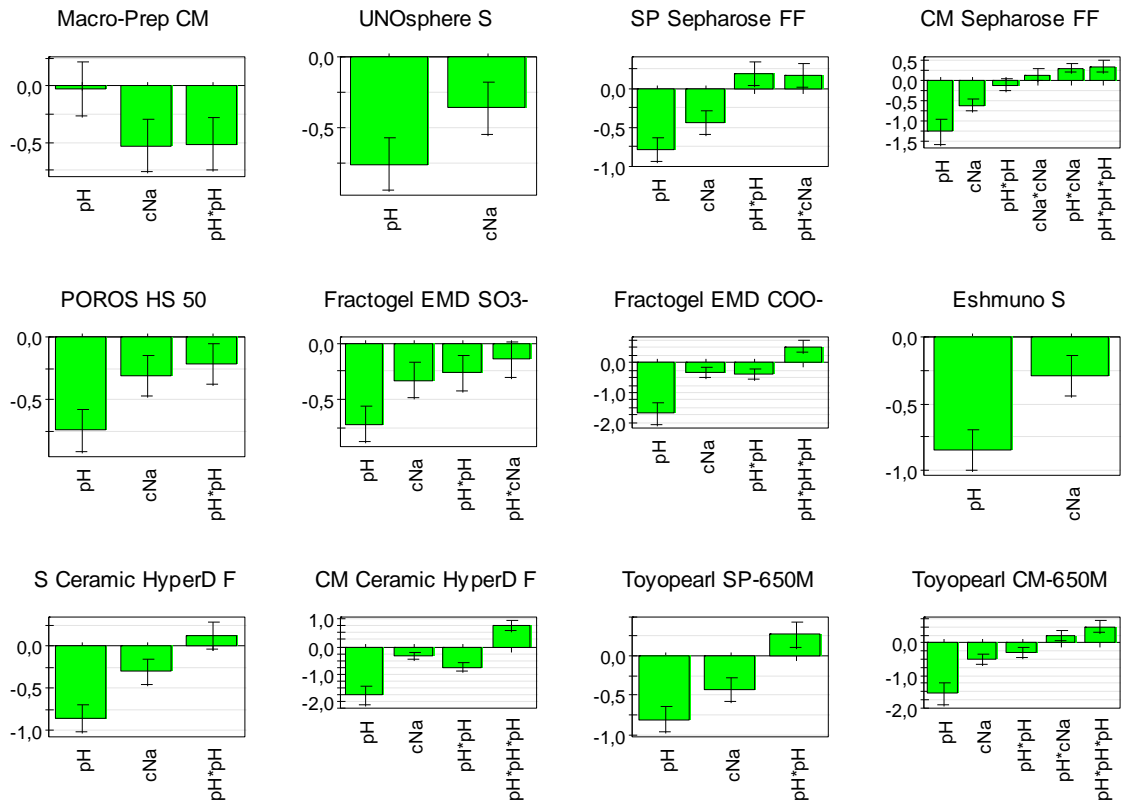 Macro-Prep CM
0,0
-0,5
pH
cNa
pH*pH
UNOsphere S
0,0
-0,5
pH
cNa
SP Sepharose FF
0,0
-0,5
-1,0
pH
cNa
pH*pH
pH*cNa
CM Sepharose FF
0,5
0,0
-0,5
-1,0
-1,5
pH
cNa
pH*pH
cNa*cNa
pH*cNa
pH*pH*pH
POROS HS 50
0,0
-0,5
pH
cNa
pH*pH
Fractogel EMD SO3-
0,0
-0,5
pH
cNa
pH*pH
pH*cNa
Fractogel EMD COO-
0,0
-1,0
-2,0
pH
cNa
pH*pH
pH*pH*pH
Eshmuno S
0,0
-0,5
-1,0
pH
cNa
S Ceramic HyperD F
0,0
-0,5
-1,0
pH
cNa
pH*pH
CM Ceramic HyperD F
1,0
0,0
-1,0
-2,0
pH
cNa
pH*pH
pH*pH*pH
Toyopearl SP-650M
0,0
-0,5
-1,0
pH
cNa
pH*pH
Toyopearl CM-650M
0,0
-1,0
-2,0
pH
cNa
pH*pH
pH*cNa
pH*pH*pH